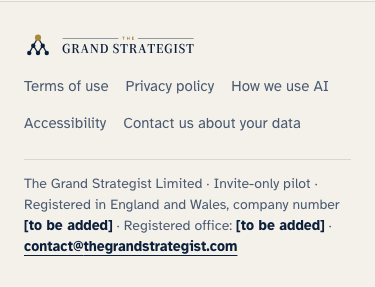 THE
GRAND STRATEGIST
Terms of use Privacy policy How we use AI
Accessibility Contact us about your data
The Grand Strategist Limited · Invite-only pilot ·
Registered in England and Wales, company number
[to be added] · Registered office: [to be added] ·
contact@thegrandstrategist.com